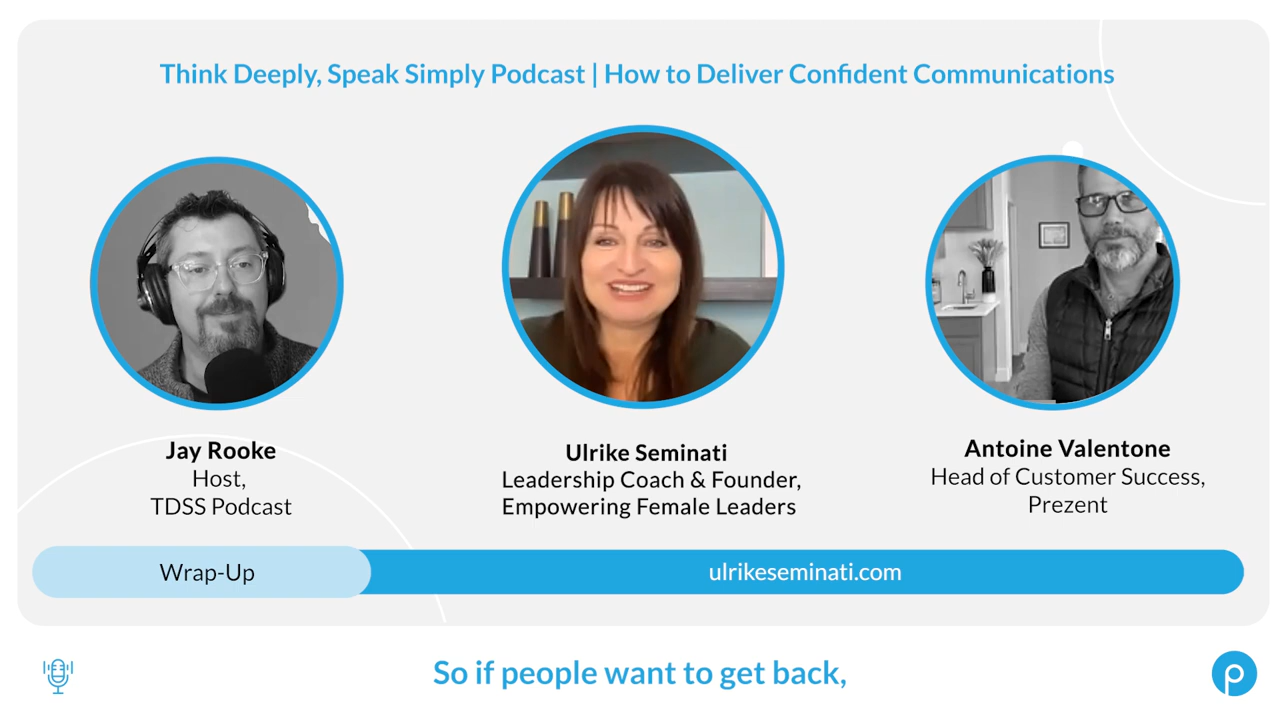 Think Deeply, Speak Simply Podcast | How to Deliver Confident Communications
Jay Rooke
Host,
TDSS Podcast
Ulrike Seminati
Leadership Coach & Founder,
Empowering Female Leaders
Antoine Valentone
Head of Customer Success,
Prezent
Wrap-Up
ulrikeseminati.com
So if people want to get back,